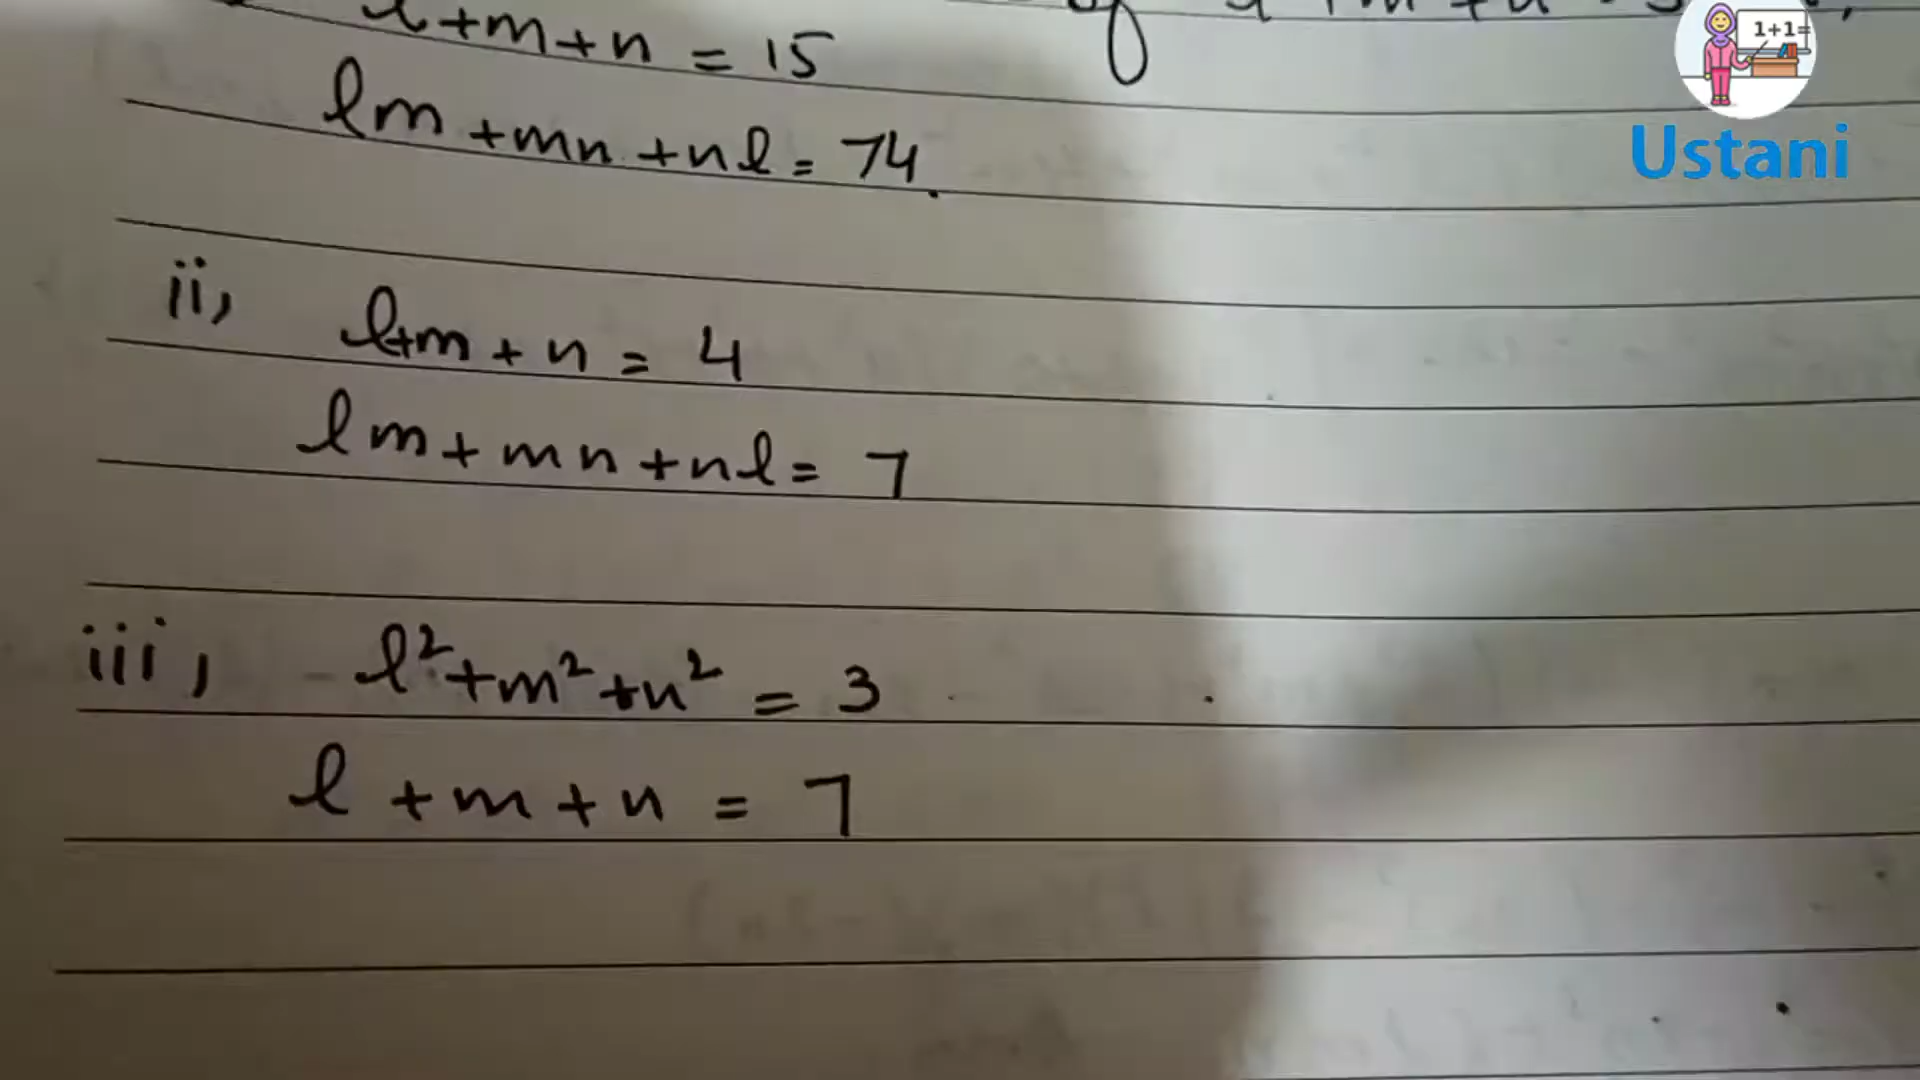 of
l+m+n = 15
1+1=
lm+mn+nl = 74.
Ustani
ii, l+m+n = 4
lm+mn+nl = 7
iii, l²+m²+n² = 3
l+m+n = 7